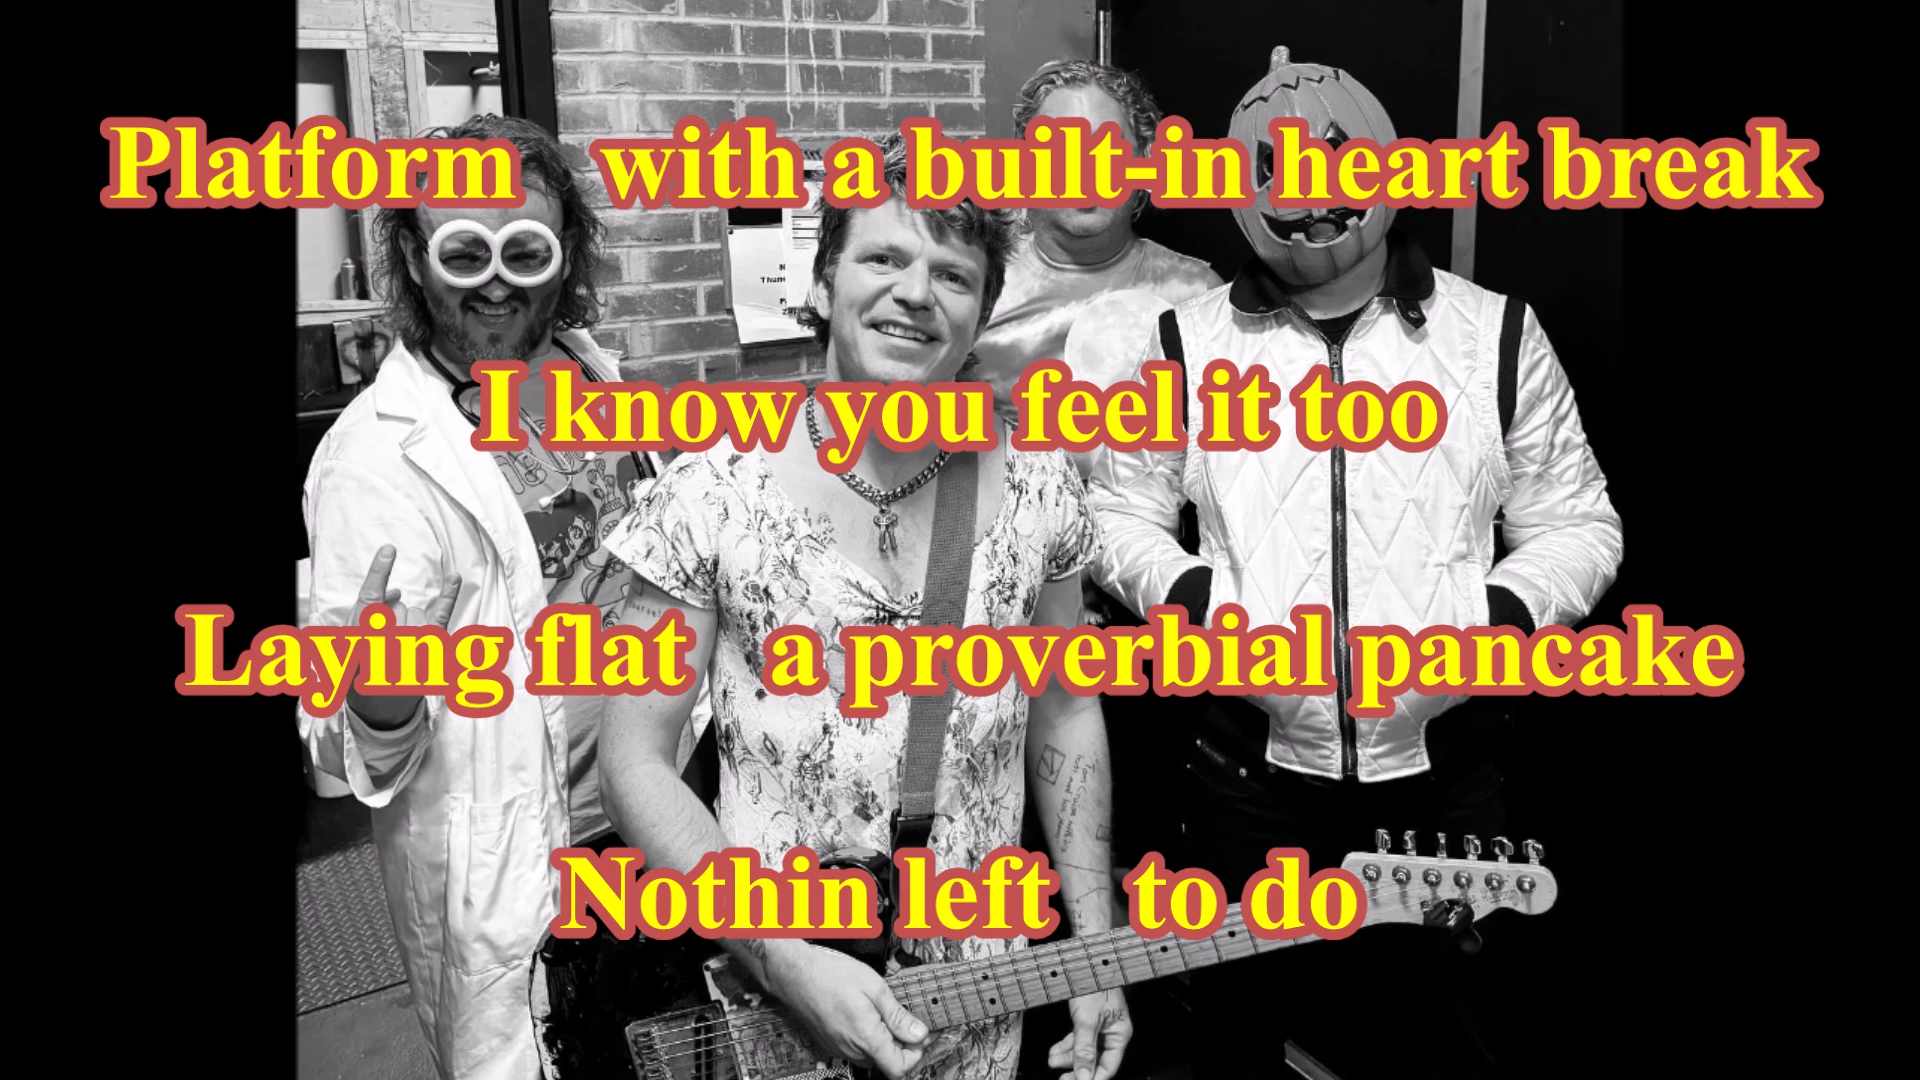 Platform with a built-in heart break
I know you feel it too
Laying flat a proverbial pancake
Nothin left to do